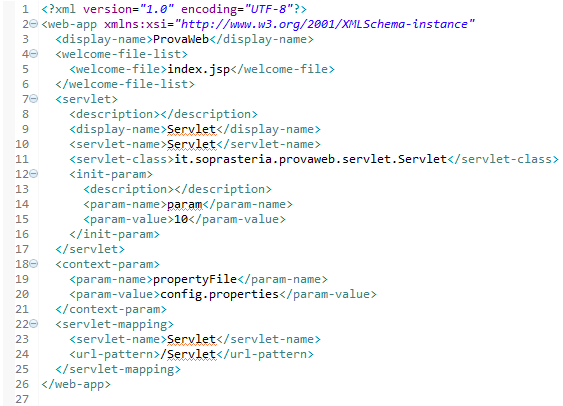 1 <?xml version="1.0" encoding="UTF-8"?>
2 <web-app xmlns:xsi="http://www.w3.org/2001/XMLSchema-instance"
3   <display-name>ProvaWeb</display-name>
4   <welcome-file-list>
5     <welcome-file>index.jsp</welcome-file>
6   </welcome-file-list>
7   <servlet>
8     <description></description>
9     <display-name>Servlet</display-name>
10     <servlet-name>Servlet</servlet-name>
11     <servlet-class>it.soprasteria.provaweb.servlet.Servlet</servlet-class>
12     <init-param>
13       <description></description>
14       <param-name>param</param-name>
15       <param-value>10</param-value>
16     </init-param>
17   </servlet>
18   <context-param>
19     <param-name>propertyFile</param-name>
20     <param-value>config.properties</param-value>
21   </context-param>
22   <servlet-mapping>
23     <servlet-name>Servlet</servlet-name>
24     <url-pattern>/Servlet</url-pattern>
25   </servlet-mapping>
26 </web-app>
27